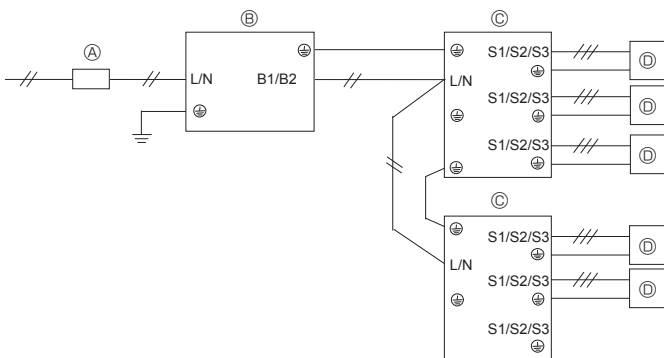 Ⓐ
Ⓑ
L/N B1/B2
Ⓒ
S1/S2/S3
L/N
S1/S2/S3
S1/S2/S3
Ⓓ
Ⓓ
Ⓓ
Ⓒ
S1/S2/S3
L/N
S1/S2/S3
S1/S2/S3
Ⓓ
Ⓓ